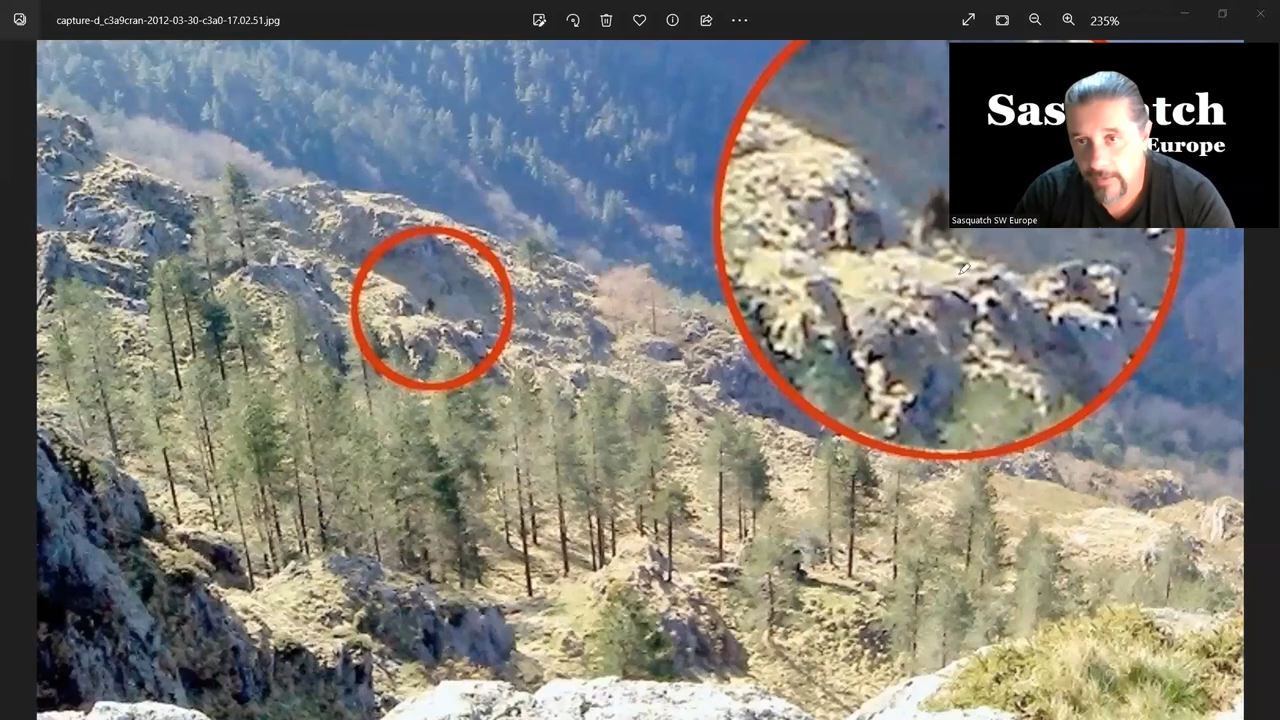 capture-d_c3a9cran-2012-03-30-c3a0-17.02.51.jpg
235%
Sas tch
Europe
Sasquatch SW Europe